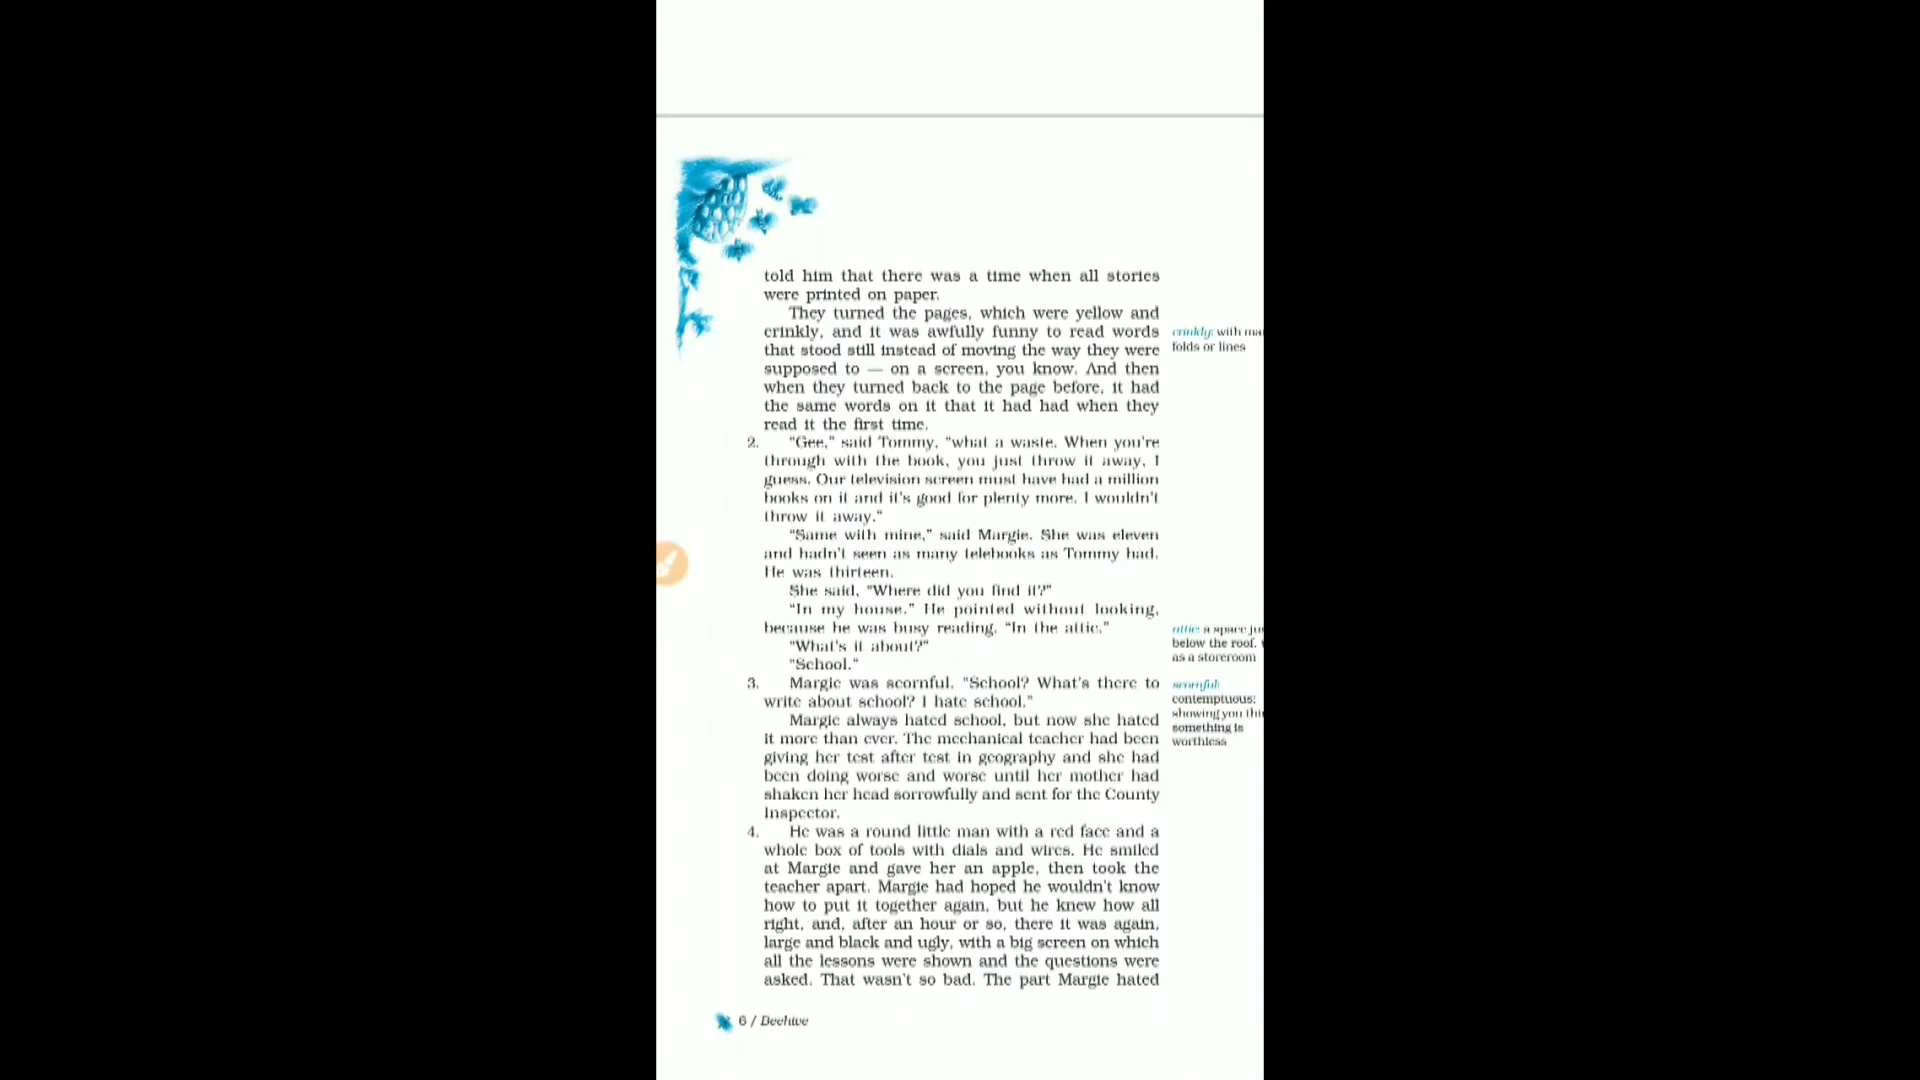 told him that there was a time when all stories
were printed on paper.
They turned the pages, which were yellow and
crinkly, and it was awfully funny to read words
that stood still instead of moving the way they were
supposed to — on a screen, you know. And then
when they turned back to the page before, it had
the same words on it that it had had when they
read it the first time.
2. "Gee," said Tommy, "what a waste. When you're
through with the book, you just throw it away, I
guess. Our television screen must have had a million
books on it and it's good for plenty more. I wouldn't
throw it away."
"Same with mine," said Margie. She was eleven
and hadn't seen as many telebooks as Tommy had.
He was thirteen.
She said, "Where did you find it?"
"In my house." He pointed without looking,
because he was busy reading. "In the attic."
"What's it about?"
"School."
3. Margie was scornful. "School? What's there to
write about school? I hate school."
Margie always hated school, but now she hated
it more than ever. The mechanical teacher had been
giving her test after test in geography and she had
been doing worse and worse until her mother had
shaken her head sorrowfully and sent for the County
Inspector.
4. He was a round little man with a red face and a
whole box of tools with dials and wires. He smiled
at Margie and gave her an apple, then took the
teacher apart. Margie had hoped he wouldn't know
how to put it together again, but he knew how all
right, and, after an hour or so, there it was again,
large and black and ugly, with a big screen on which
all the lessons were shown and the questions were
asked. That wasn't so bad. The part Margie hated
crinkly: with
folds or lines
attic: a space
below the roof,
as a storeroom
scornful:
contemptuous;
showing you
something is
worthless
6 / Beehive